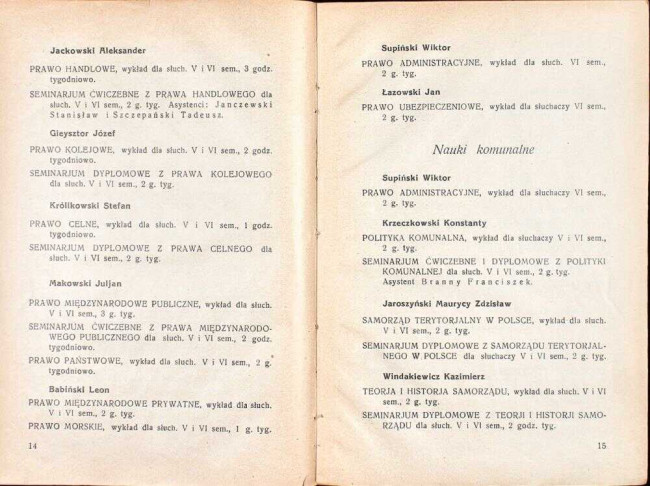 Jackowski Aleksander
PRAWO HANDLOWE, wykład dla słuch. V i VI sem., 3 godz.
tygodniowo.
SEMINARJUM ĆWICZEBNE Z PRAWA HANDLOWEGO dla
słuch. V i VI sem., 2 g. tyg. Asystenci: Janczewski
Stanisław i Szczepański Tadeusz.
Gieysztor Józef
PRAWO KOLEJOWE, wykład dla słuch. V i VI sem., 2 godz.
tygodniowo.
SEMINARJUM DYPLOMOWE Z PRAWA KOLEJOWEGO
dla słuch. V i VI sem., 2 g. tyg.
Królikowski Stefan
PRAWO CELNE, wykład dla słuch. V i VI sem., 1 godz.
tygodniowo.
SEMINARJUM DYPLOMOWE Z PRAWA CELNEGO dla
słuch. V i VI sem., 2 g. tyg.
Makowski Juljan
PRAWO MIĘDZYNARODOWE PUBLICZNE, wykład dla słuch.
V i VI sem., 3 g. tyg.
SEMINARJUM ĆWICZEBNE Z PRAWA MIĘDZYNARODO-
WEGO PUBLICZNEGO dla słuch. V i VI sem., 2 godz.
tygodniowo.
PRAWO PAŃSTWOWE, wykład dla słuch. V i VI sem., 2 g.
tygodniowo.
Babiński Leon
PRAWO MIĘDZYNARODOWE PRYWATNE, wykład dla słuch.
V i VI sem., 2 g. tyg.
PRAWO MORSKIE, wykład dla słuch. V i VI sem., 1 g. tyg.
14
Supiński Wiktor
PRAWO ADMINISTRACYJNE, wykład dla słuch. VI sem.,
2 g. tyg.
Łazowski Jan
PRAWO UBEZPIECZENIOWE, wykład dla słuchaczy VI sem.,
2 g. tyg.
Nauki komunalne
Supiński Wiktor
PRAWO ADMINISTRACYJNE, wykład dla słuchaczy VI sem.,
2 g. tyg.
Krzeczkowski Konstanty
POLITYKA KOMUNALNA, wykład dla słuchaczy V i VI sem.,
2 g. tyg.
SEMINARJUM ĆWICZEBNE I DYPLOMOWE Z POLITYKI
KOMUNALNEJ dla słuch. V i VI sem., 2 g. tyg.
Asystent Branny Franciszek.
Jaroszyński Maurycy Zdzisław
SAMORZĄD TERYTORJALNY W POLSCE, wykład dla słuch.
V i VI sem., 2 g. tyg.
SEMINARJUM DYPLOMOWE Z SAMORZĄDU TERYTORJAL-
NEGO W POLSCE dla słuchaczy V i VI sem., 2 g. tyg.
Windakiewicz Kazimierz
TEORJA I HISTORJA SAMORZĄDU, wykład dla słuch. V i VI
sem., 2 g. tyg.
SEMINARJUM DYPLOMOWE Z TEORJI I HISTORJI SAMO-
RZĄDU dla słuch. V i VI sem., 2 godz. tyg.
15